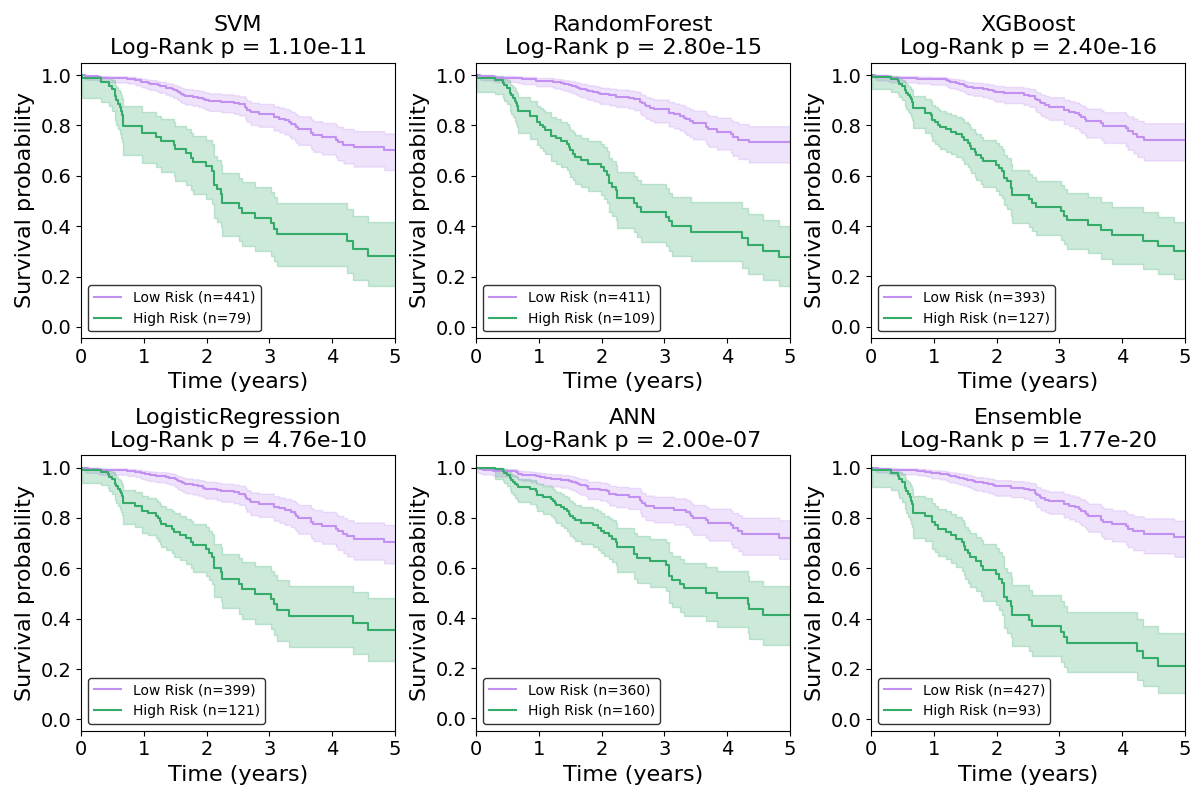 SVM
Log-Rank p = 1.10e-11
Survival probability
1.0
0.8
0.6
0.4
0.2
0.0
Low Risk (n=441)
High Risk (n=79)
0 1 2 3 4 5
Time (years)
RandomForest
Log-Rank p = 2.80e-15
Survival probability
1.0
0.8
0.6
0.4
0.2
0.0
Low Risk (n=411)
High Risk (n=109)
0 1 2 3 4 5
Time (years)
XGBoost
Log-Rank p = 2.40e-16
Survival probability
1.0
0.8
0.6
0.4
0.2
0.0
Low Risk (n=393)
High Risk (n=127)
0 1 2 3 4 5
Time (years)
LogisticRegression
Log-Rank p = 4.76e-10
Survival probability
1.0
0.8
0.6
0.4
0.2
0.0
Low Risk (n=399)
High Risk (n=121)
0 1 2 3 4 5
Time (years)
ANN
Log-Rank p = 2.00e-07
Survival probability
1.0
0.8
0.6
0.4
0.2
0.0
Low Risk (n=360)
High Risk (n=160)
0 1 2 3 4 5
Time (years)
Ensemble
Log-Rank p = 1.77e-20
Survival probability
1.0
0.8
0.6
0.4
0.2
0.0
Low Risk (n=427)
High Risk (n=93)
0 1 2 3 4 5
Time (years)